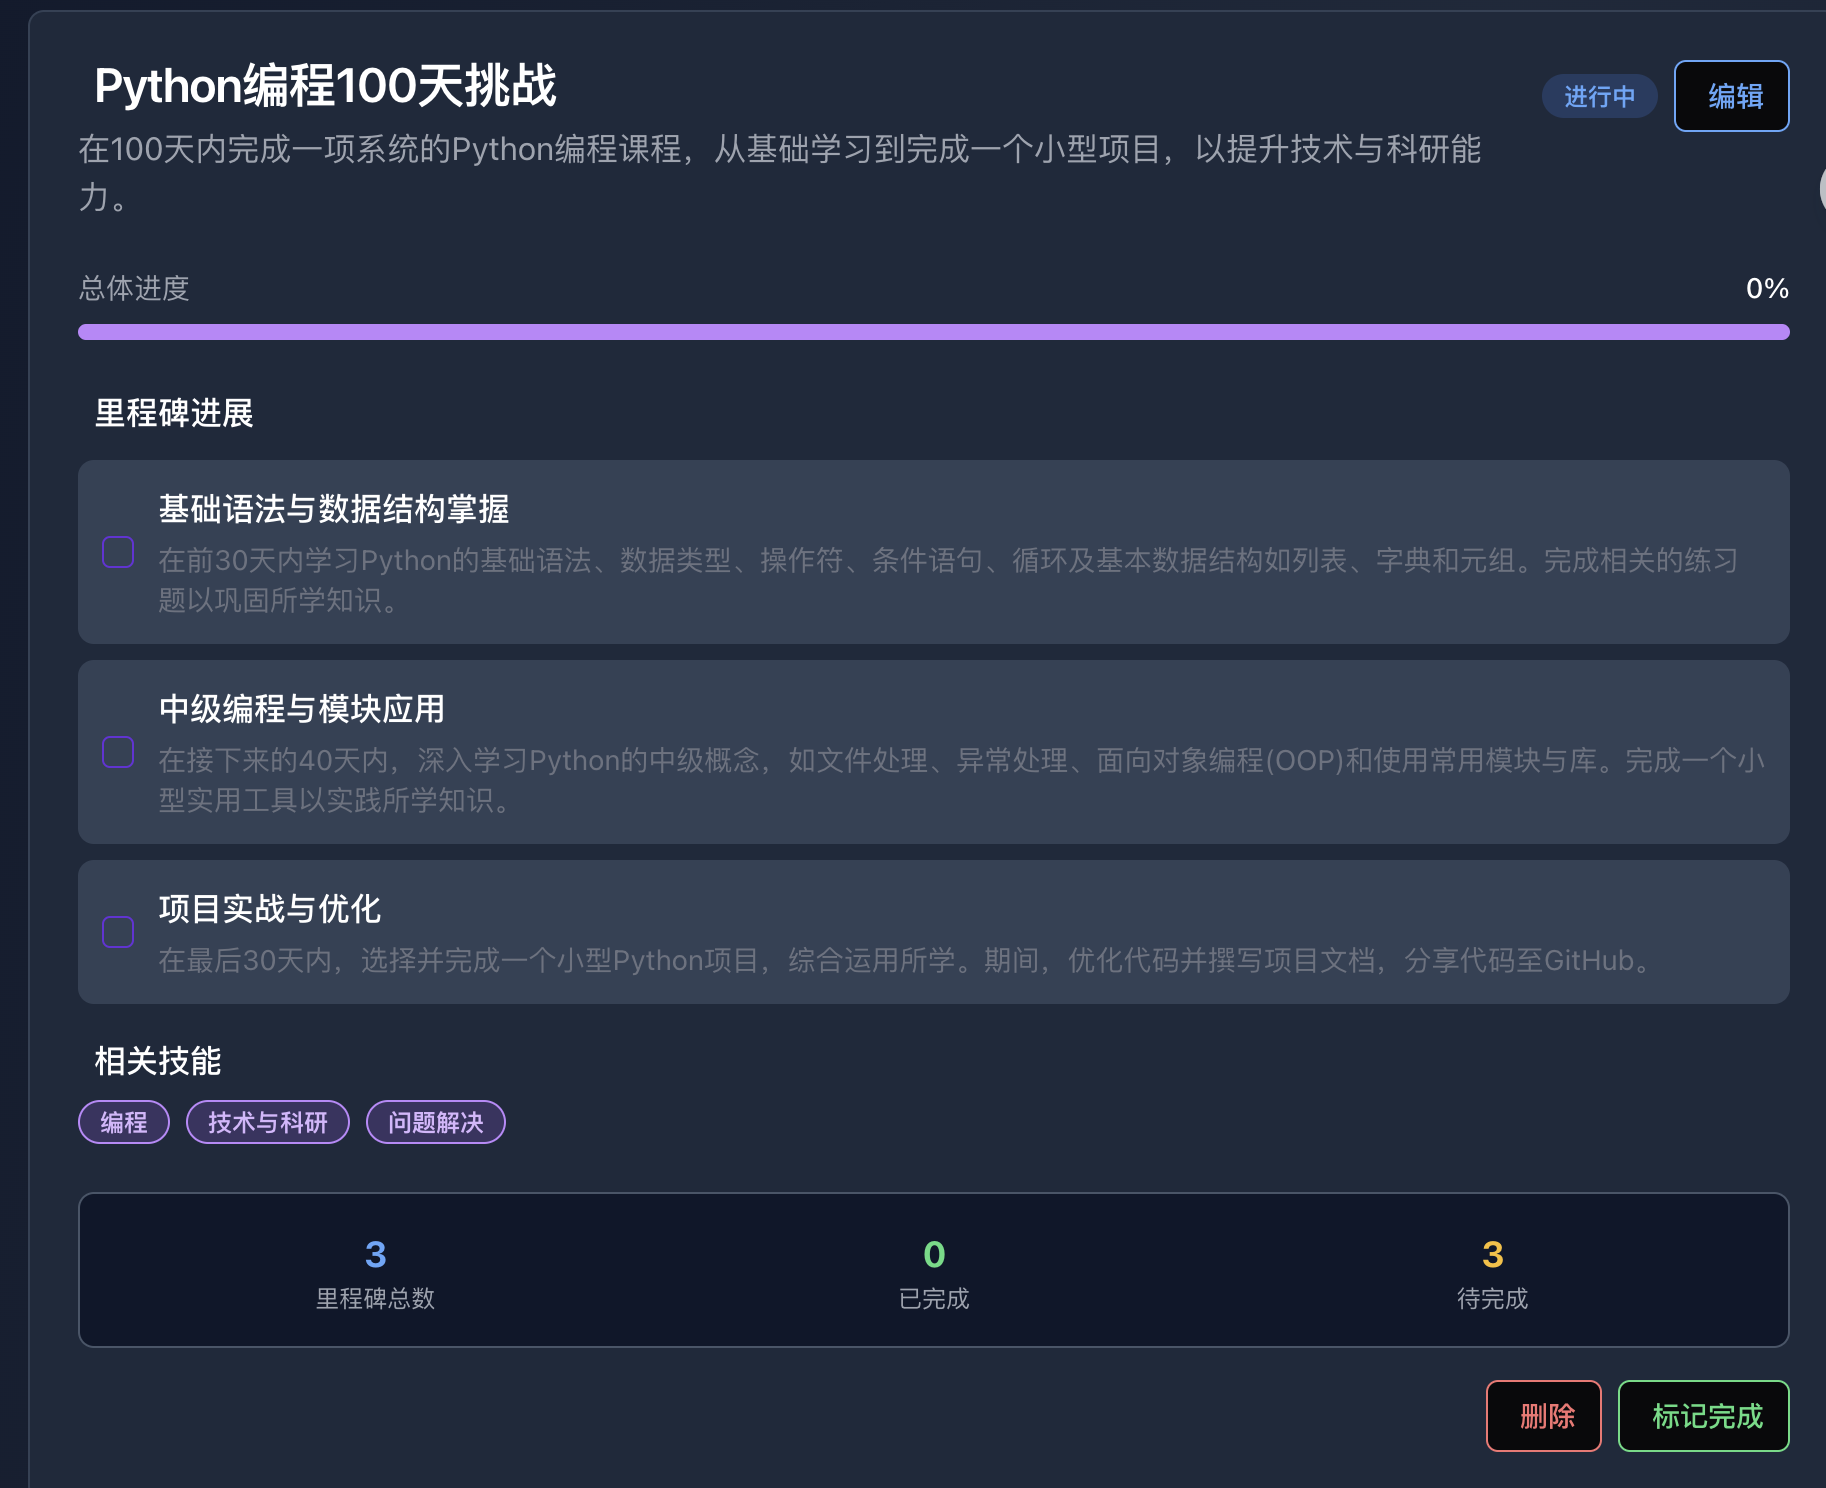 Python编程100天挑战
进行中
编辑
在100天内完成一项系统的Python编程课程，从基础学习到完成一个小型项目，以提升技术与科研能
力。
总体进度
0%
里程碑进展
基础语法与数据结构掌握
在前30天内学习Python的基础语法、数据类型、操作符、条件语句、循环及基本数据结构如列表、字典和元组。完成相关的练习
题以巩固所学知识。
中级编程与模块应用
在接下来的40天内，深入学习Python的中级概念，如文件处理、异常处理、面向对象编程(OOP)和使用常用模块与库。完成一个小
型实用工具以实践所学知识。
项目实战与优化
在最后30天内，选择并完成一个小型Python项目，综合运用所学。期间，优化代码并撰写项目文档，分享代码至GitHub。
相关技能
编程
技术与科研
问题解决
3
里程碑总数
0
已完成
3
待完成
删除
标记完成